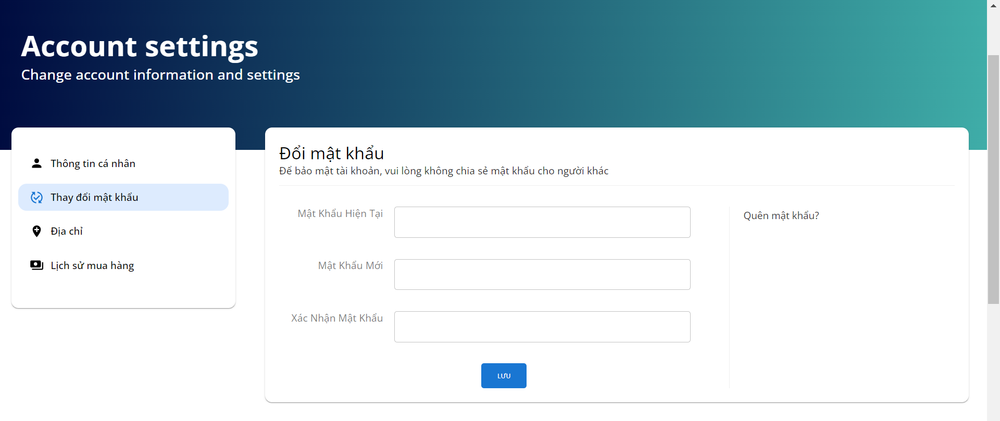 Account settings
Change account information and settings
Thông tin cá nhân
Thay đổi mật khẩu
Địa chỉ
Lịch sử mua hàng
Đổi mật khẩu
Để bảo mật tài khoản, vui lòng không chia sẻ mật khẩu cho người khác
Mật Khẩu Hiện Tại
Mật Khẩu Mới
Xác Nhận Mật Khẩu
LƯU
Quên mật khẩu?